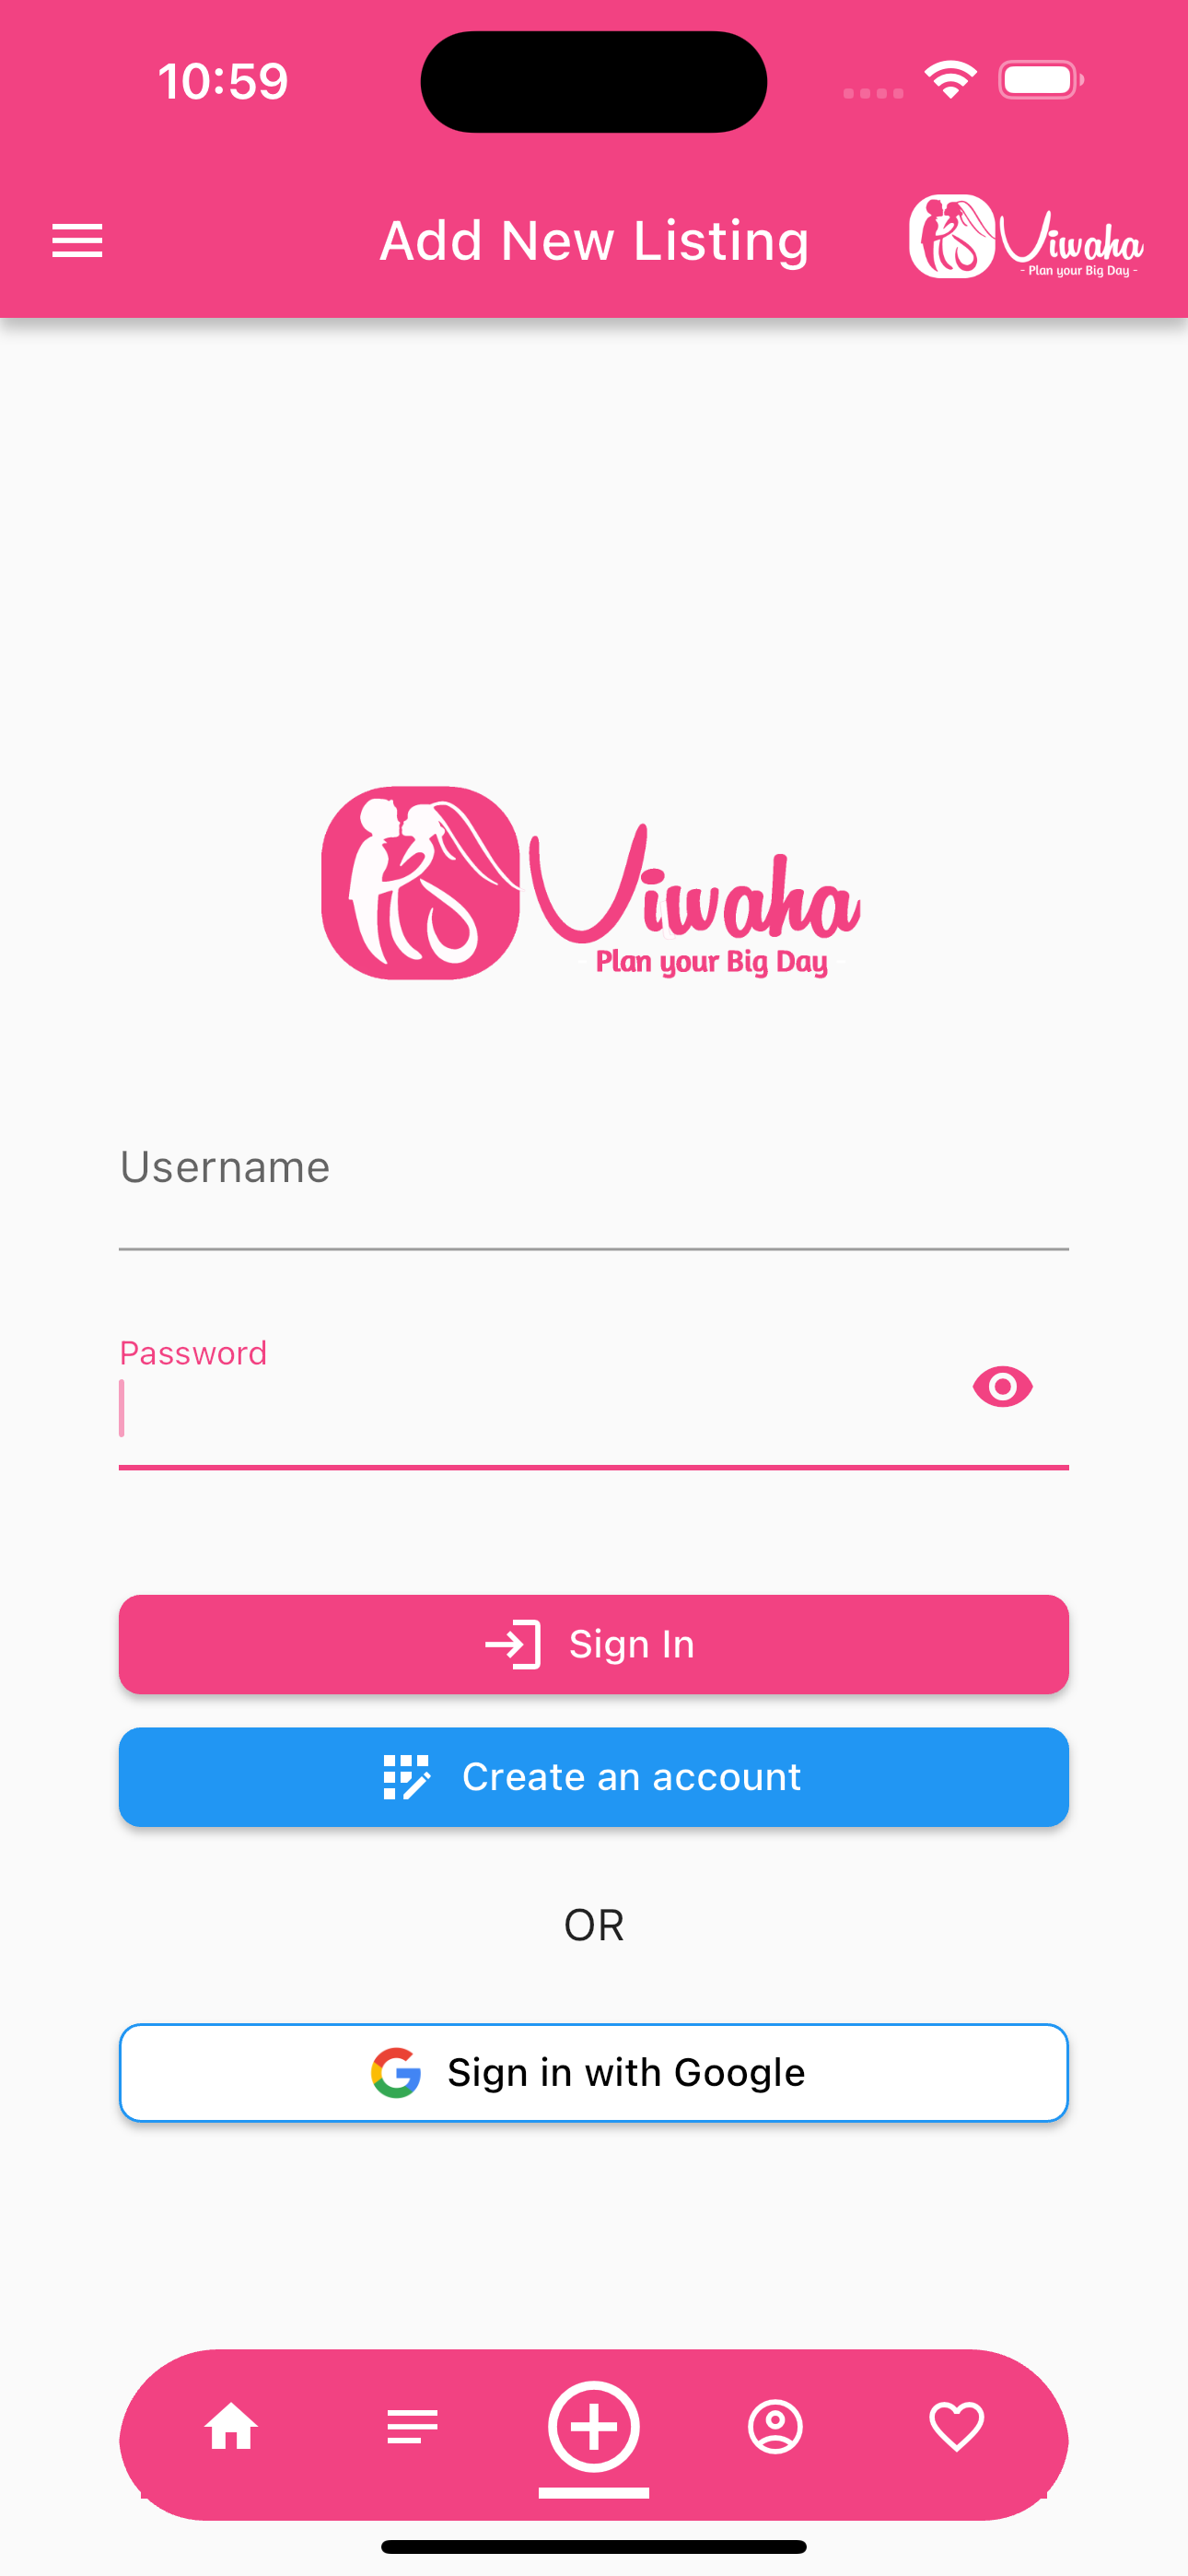 10:59
Add New Listing
Viwaha
- Plan your Big Day -
Viwaha
Plan your Big Day
Username
Password
Sign In
Create an account
OR
Sign in with Google